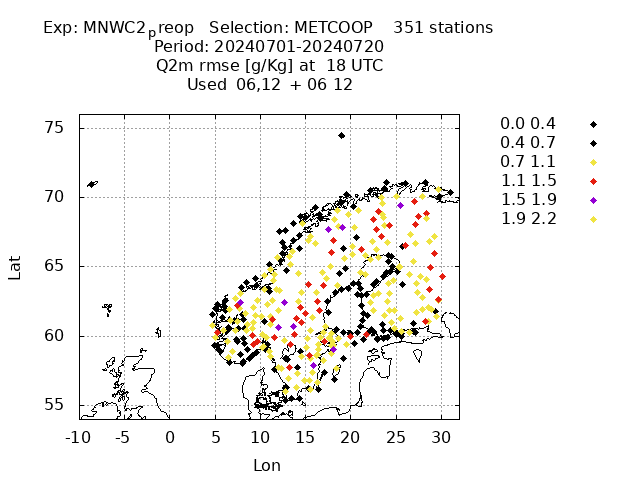 Exp: MNWC2preop   Selection: METCOOP    351 stations
Period: 20240701-20240720
Q2m rmse [g/Kg] at  18 UTC
Used  06,12  + 06 12
75
70
65
60
55
Lat
-10 -5 0 5 10 15 20 25 30
Lon
0.0 0.4
0.4 0.7
0.7 1.1
1.1 1.5
1.5 1.9
1.9 2.2